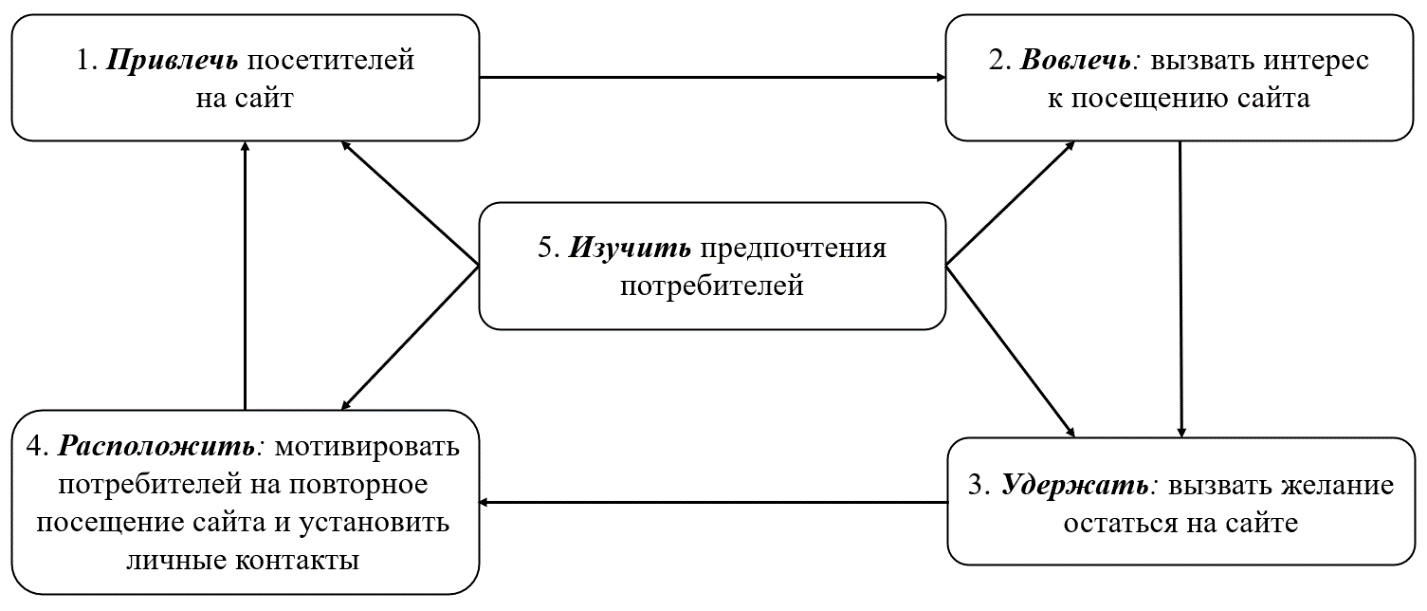 1. Привлечь посетителей
на сайт
2. Вовлечь: вызвать интерес
к посещению сайта
5. Изучить предпочтения
потребителей
4. Расположить: мотивировать
потребителей на повторное
посещение сайта и установить
личные контакты
3. Удержать: вызвать желание
остаться на сайте